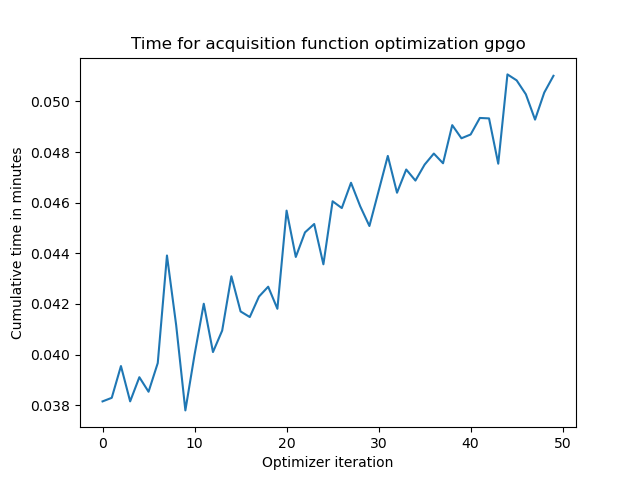 Time for acquisition function optimization gpgo
Cumulative time in minutes
0.050
0.048
0.046
0.044
0.042
0.040
0.038
0 10 20 30 40 50
Optimizer iteration